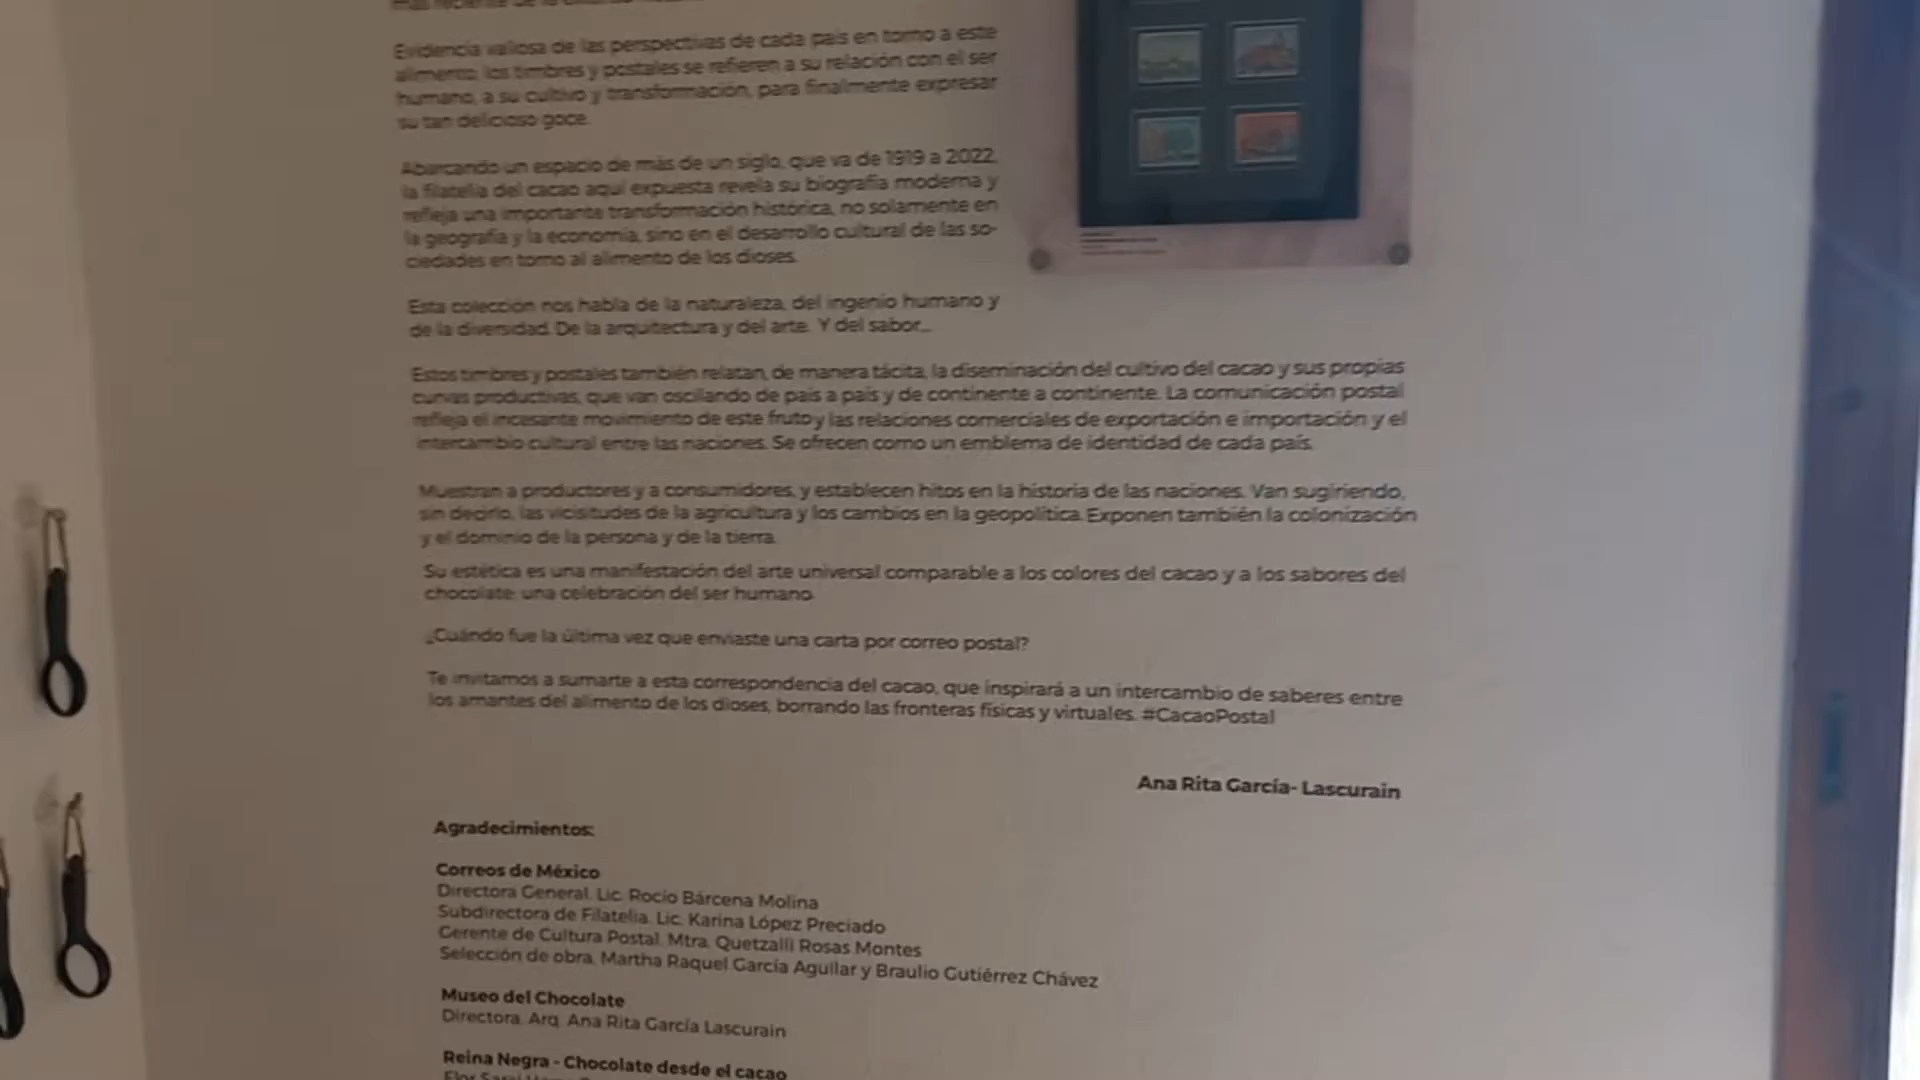 Evidencia valiosa de las perspectivas de cada país en torno a este
alimento, los timbres y postales se refieren a su relación con el ser
humano, a su cultivo y transformación, para finalmente expresar
su tan delicioso goce.
Abarcando un espacio de más de un siglo, que va de 1919 a 2022,
la filatelia del cacao aquí expuesta revela su biografía moderna y
refleja una importante transformación histórica, no solamente en
la geografía y la economía, sino en el desarrollo cultural de las so-
ciedades en torno al alimento de los dioses.
Esta colección nos habla de la naturaleza, del ingenio humano y
de la diversidad. De la arquitectura y del arte. Y del sabor...
Estos timbres y postales también relatan, de manera tácita, la diseminación del cultivo del cacao y sus propias
curvas productivas, que van oscilando de país a país y de continente a continente. La comunicación postal
refleja el incesante movimiento de este fruto y las relaciones comerciales de exportación e importación y el
intercambio cultural entre las naciones. Se ofrecen como un emblema de identidad de cada país.
Muestran a productores y a consumidores, y establecen hitos en la historia de las naciones. Van sugiriendo,
sin decirlo, las vicisitudes de la agricultura y los cambios en la geopolítica. Exponen también la colonización
y el dominio de la persona y de la tierra.
Su estética es una manifestación del arte universal comparable a los colores del cacao y a los sabores del
chocolate: una celebración del ser humano.
¿Cuándo fue la última vez que enviaste una carta por correo postal?
Te invitamos a sumarte a esta correspondencia del cacao, que inspirará a un intercambio de saberes entre
los amantes del alimento de los dioses, borrando las fronteras físicas y virtuales. #CacaoPostal
Ana Rita García- Lascurain
Agradecimientos:
Correos de México
Directora General. Lic. Rocío Bárcena Molina
Subdirectora de Filatelia. Lic. Karina López Preciado
Gerente de Cultura Postal. Mtra. Quetzalli Rosas Montes
Selección de obra. Martha Raquel García Aguilar y Braulio Gutiérrez Chávez
Museo del Chocolate
Directora. Arq. Ana Rita García Lascurain
Reina Negra - Chocolate desde el cacao